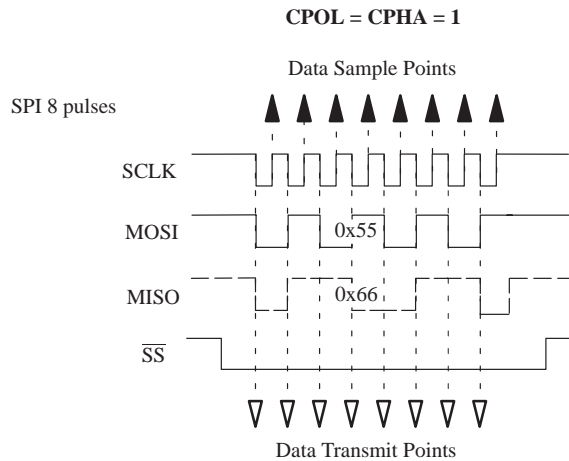 CPOL = CPHA = 1
Data Sample Points
SPI 8 pulses
SCLK
MOSI
0x55
MISO
0x66
SS
Data Transmit Points